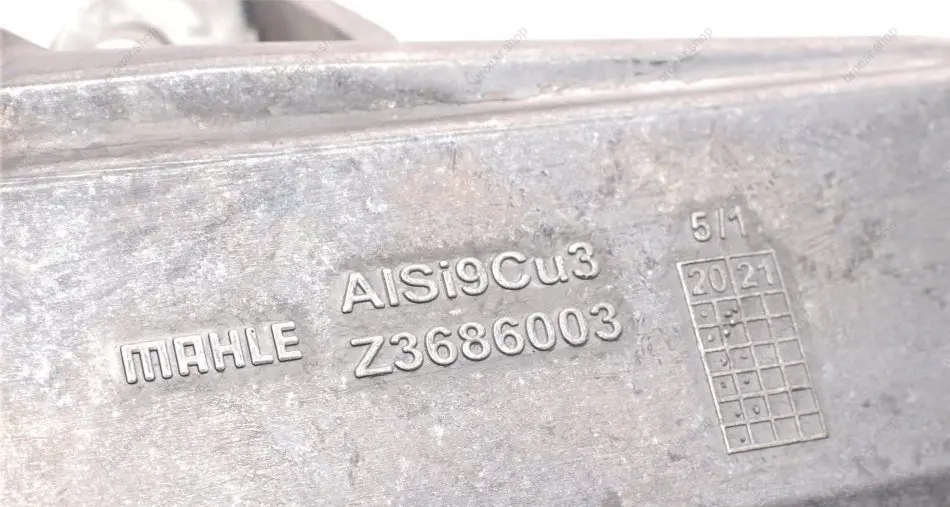 5/1
20 21
AlSi9Cu3
Z3686003
MAHLE